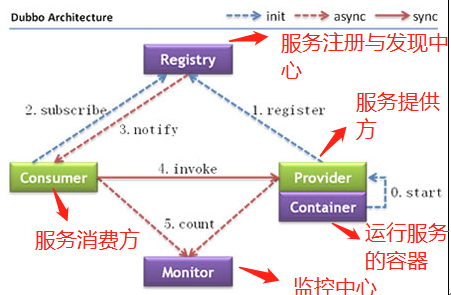 Dubbo Architecture
init
async
sync
Registry
服务注册与发现中
心
2. subscribe
1. register
3. notify
服务提供
方
Consumer
4. invoke
Provider
Container
0. start
服务消费方
5. count
运行服务
的容器
Monitor
监控中心